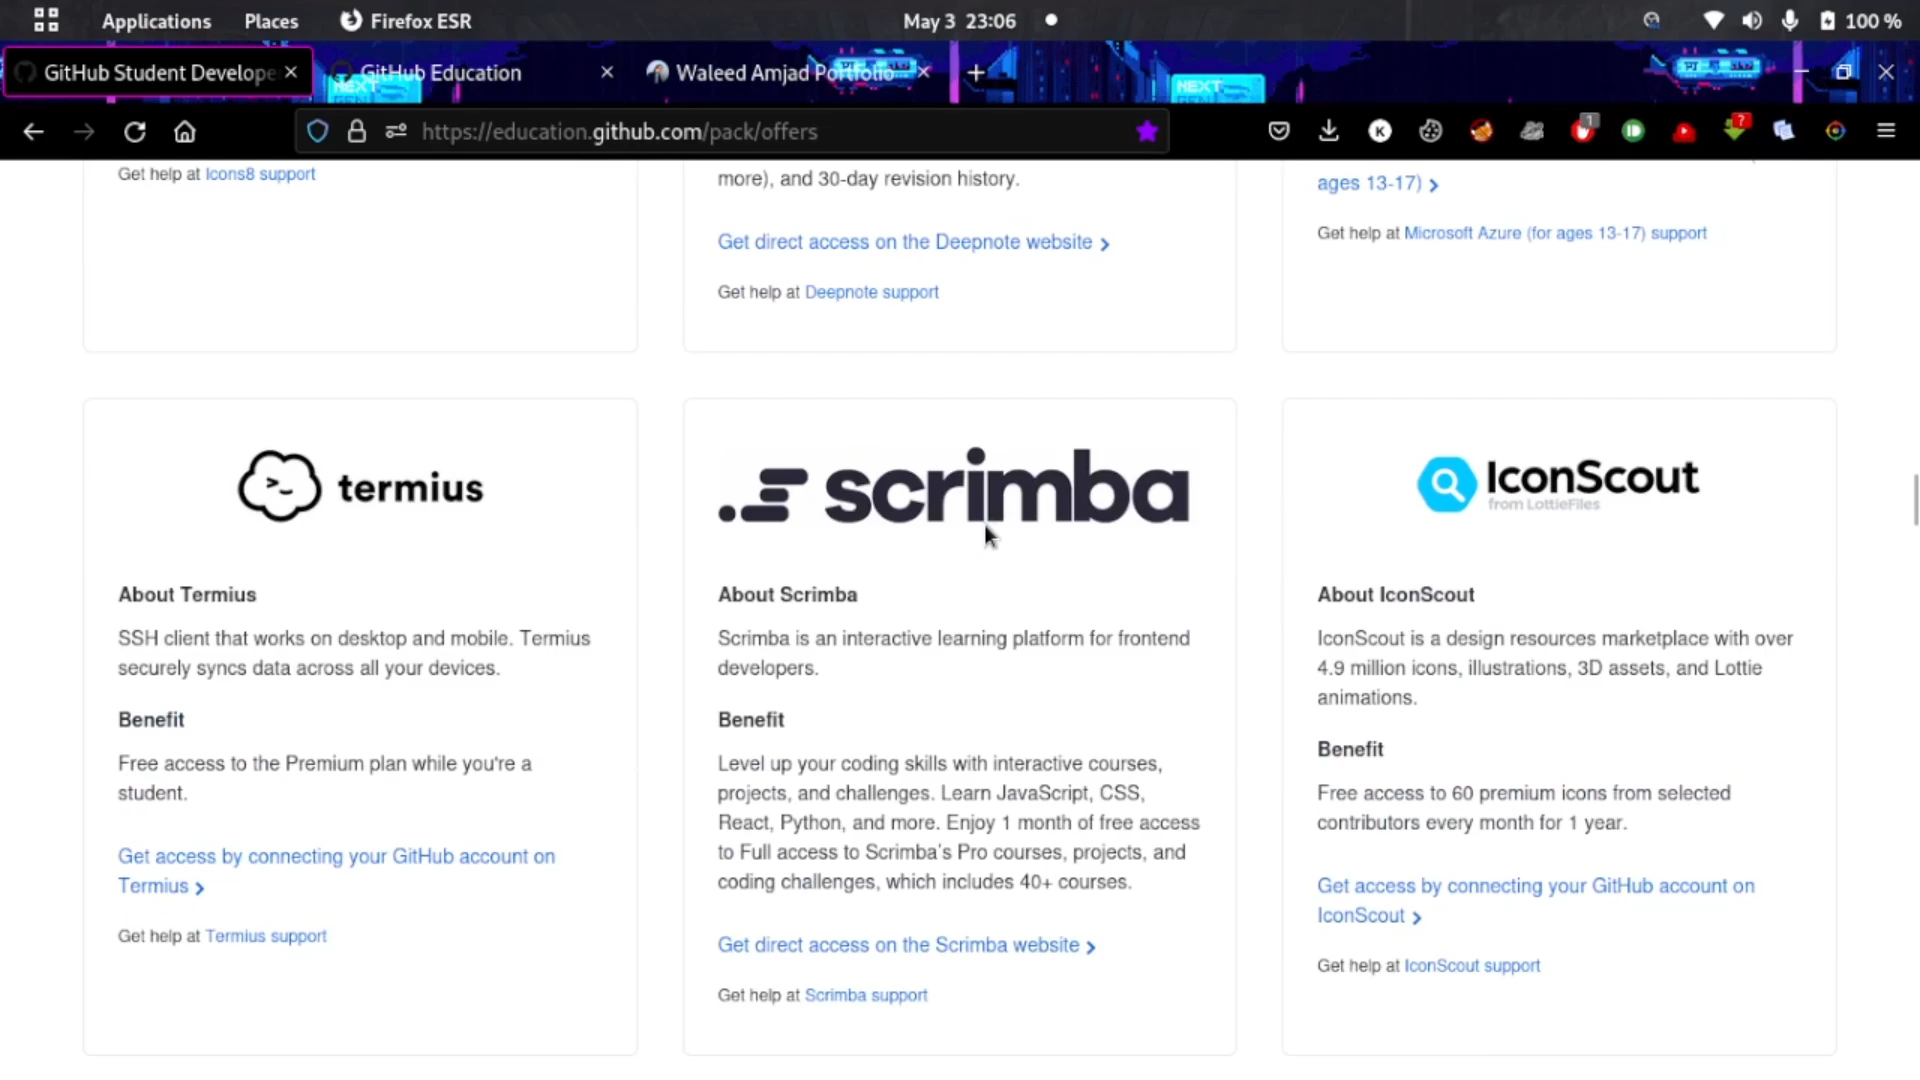 Applications Places Firefox ESR May 3 23:06 100 %
GitHub Student Develope GitHub Education Waleed Amjad Portfolio
https://education.github.com/pack/offers
1
?
Get help at Icons8 support
more), and 30-day revision history.
Get direct access on the Deepnote website
Get help at Deepnote support
ages 13-17)
Get help at Microsoft Azure (for ages 13-17) support
termius
About Termius
SSH client that works on desktop and mobile. Termius
securely syncs data across all your devices.
Benefit
Free access to the Premium plan while you're a
student.
Get access by connecting your GitHub account on
Termius
Get help at Termius support
scrimba
About Scrimba
Scrimba is an interactive learning platform for frontend
developers.
Benefit
Level up your coding skills with interactive courses,
projects, and challenges. Learn JavaScript, CSS,
React, Python, and more. Enjoy 1 month of free access
to Full access to Scrimba's Pro courses, projects, and
coding challenges, which includes 40+ courses.
Get direct access on the Scrimba website
Get help at Scrimba support
IconScout
from LottieFiles
About IconScout
IconScout is a design resources marketplace with over
4.9 million icons, illustrations, 3D assets, and Lottie
animations.
Benefit
Free access to 60 premium icons from selected
contributors every month for 1 year.
Get access by connecting your GitHub account on
IconScout
Get help at IconScout support